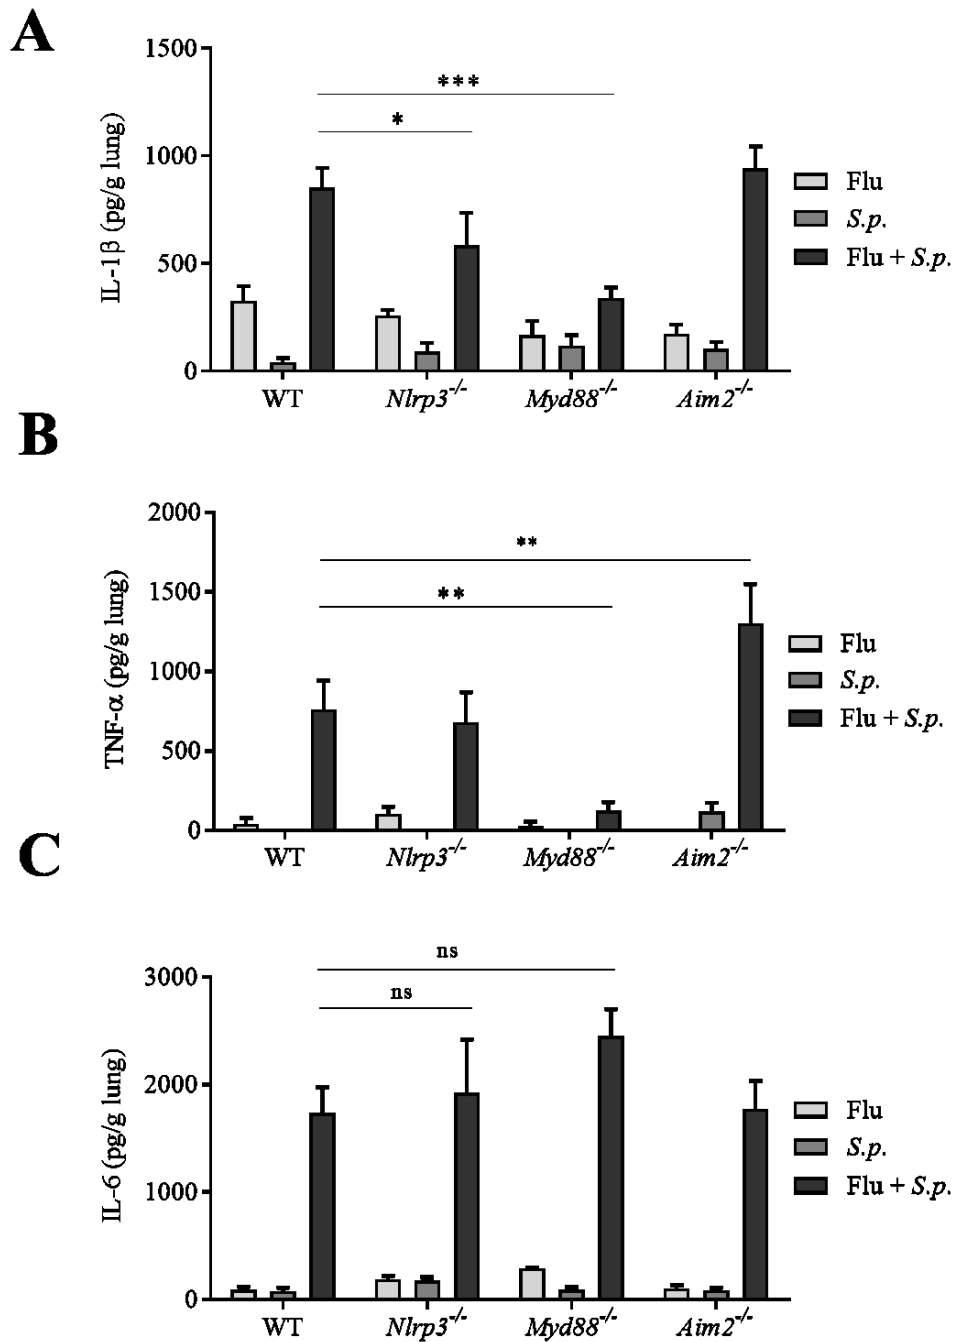 A
1500
1000
500
0
IL-1β (pg/g lung)
***
*
Flu
S.p.
Flu + S.p.
WT Nlrp3-/- Myd88-/- Aim2-/-
B
2000
1500
1000
500
0
TNF-α (pg/g lung)
**
**
Flu
S.p.
Flu + S.p.
WT Nlrp3-/- Myd88-/- Aim2-/-
C
3000
2000
1000
0
IL-6 (pg/g lung)
ns
ns
Flu
S.p.
Flu + S.p.
WT Nlrp3-/- Myd88-/- Aim2-/-